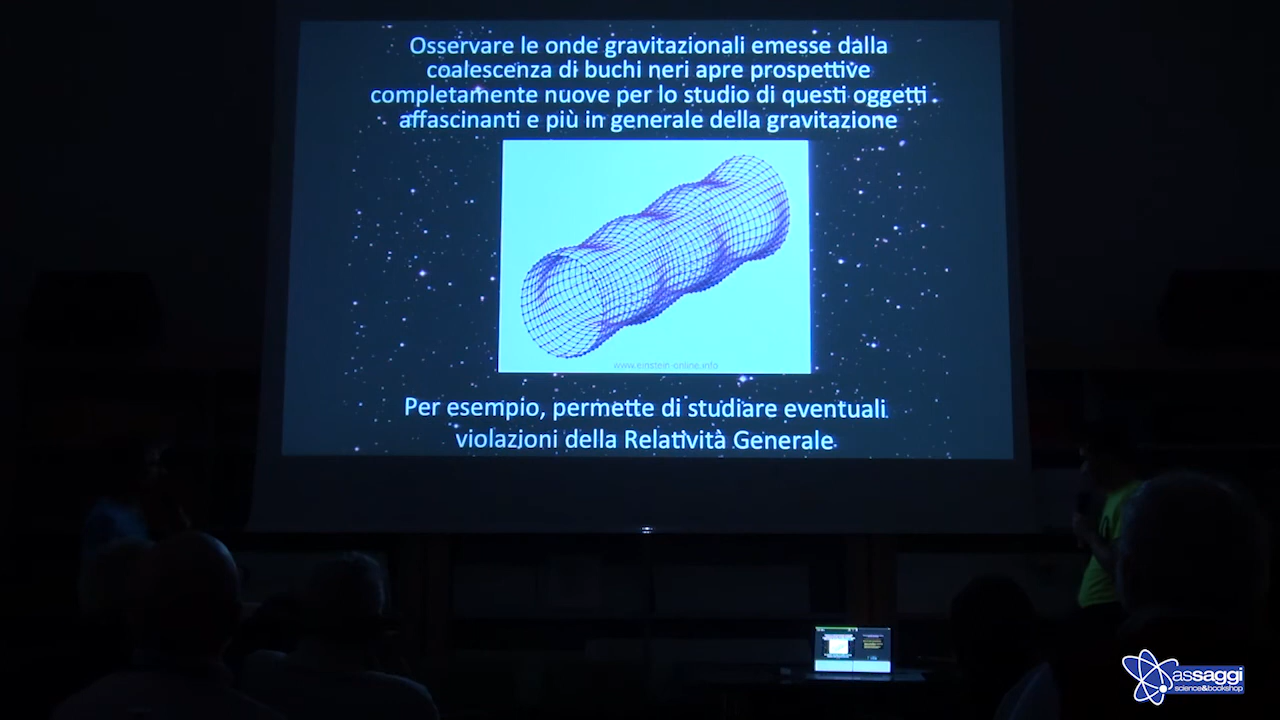 Osservare le onde gravitazionali emesse dalla
coalescenza di buchi neri apre prospettive
completamente nuove per lo studio di questi oggetti
affascinanti e più in generale della gravitazione
www.einstein-online.info
Per esempio, permette di studiare eventuali
violazioni della Relatività Generale
assaggi
science&bookshop